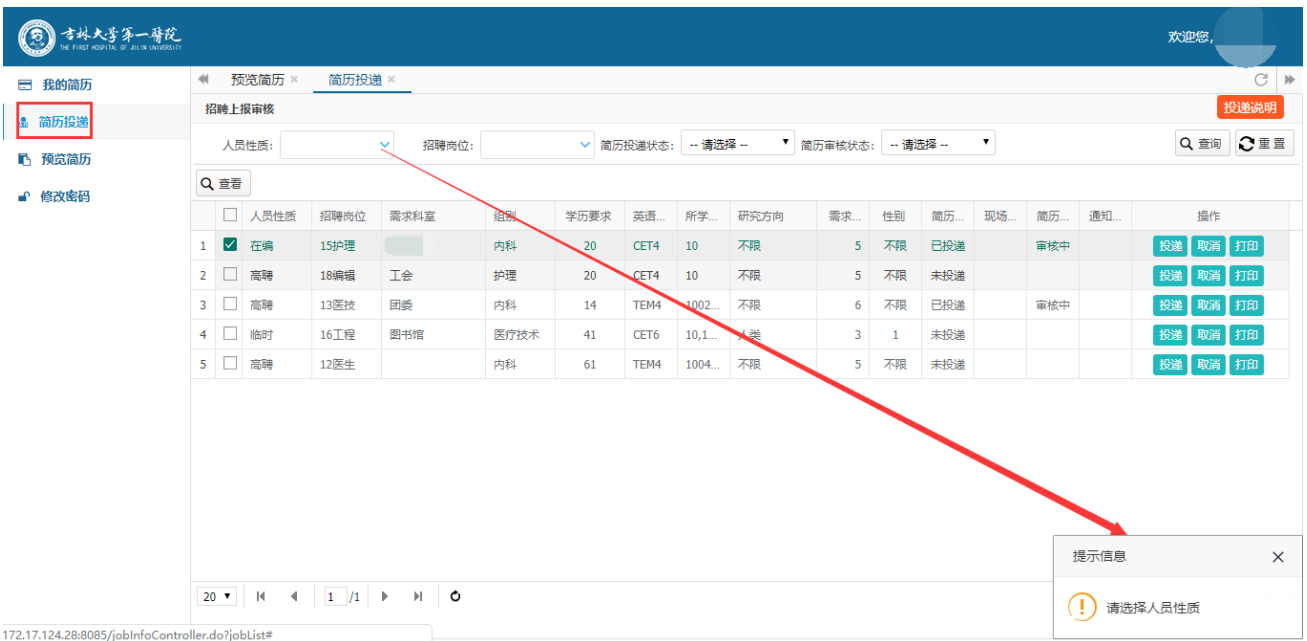 吉林大学第一医院
THE FIRST HOSPITAL OF JILIN UNIVERSITY
欢迎您,
我的简历
简历投递
预览简历
修改密码
预览简历 × 简历投递 ×
招聘上报审核 投递说明
人员性质: 招聘岗位: 简历投递状态: -- 请选择 -- 简历审核状态: -- 请选择 -- 查询 重置
查看
人员性质 招聘岗位 需求科室 组别 学历要求 英语... 所学... 研究方向 需求... 性别 简历... 现场... 简历... 通知... 操作
1 在编 15护理 内科 20 CET4 10 不限 5 不限 已投递 审核中 投递 取消 打印
2 高聘 18编辑 工会 护理 20 CET4 10 不限 5 不限 未投递 投递 取消 打印
3 高聘 13医技 团委 内科 14 TEM4 1002... 不限 6 不限 已投递 审核中 投递 取消 打印
4 临时 16工程 图书馆 医疗技术 41 CET6 10,1... 人类 3 1 未投递 投递 取消 打印
5 高聘 12医生 内科 61 TEM4 1004... 不限 5 不限 未投递 投递 取消 打印
提示信息 ×
请选择人员性质
20 1 /1
172.17.124.28:8085/jobInfoController.do?jobList#